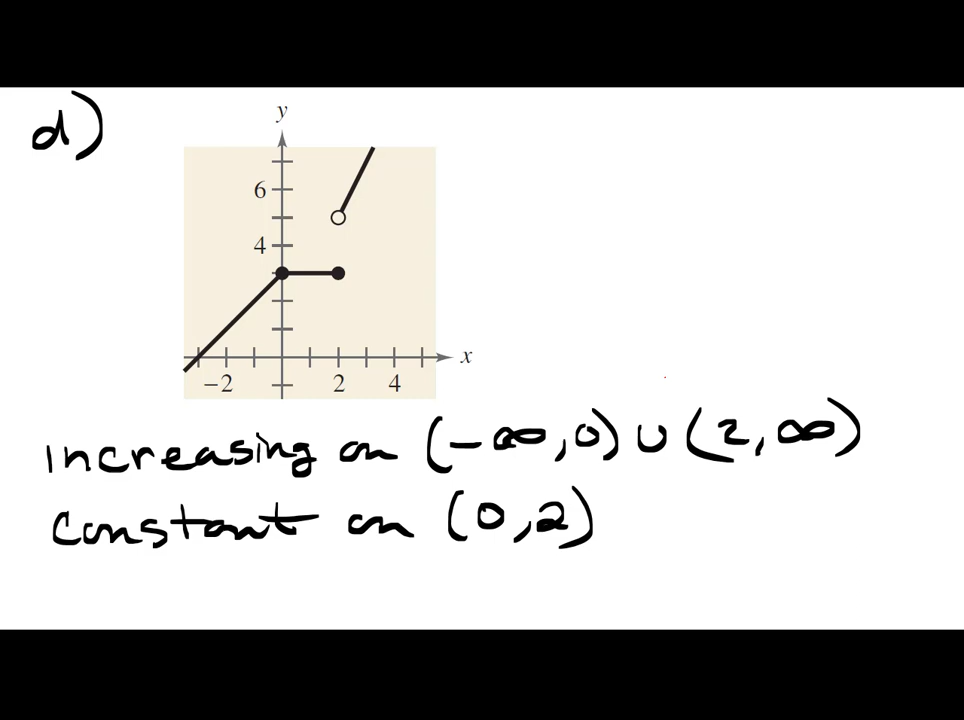 d)
y
6
4
x
−2 2 4
Increasing on (-∞,0) ∪ (2,∞)
Constant on (0,2)